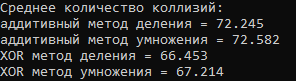 Среднее количество коллизий:
аддитивный метод деления = 72.245
аддитивный метод умножения = 72.582
XOR метод деления = 66.453
XOR метод умножения = 67.214